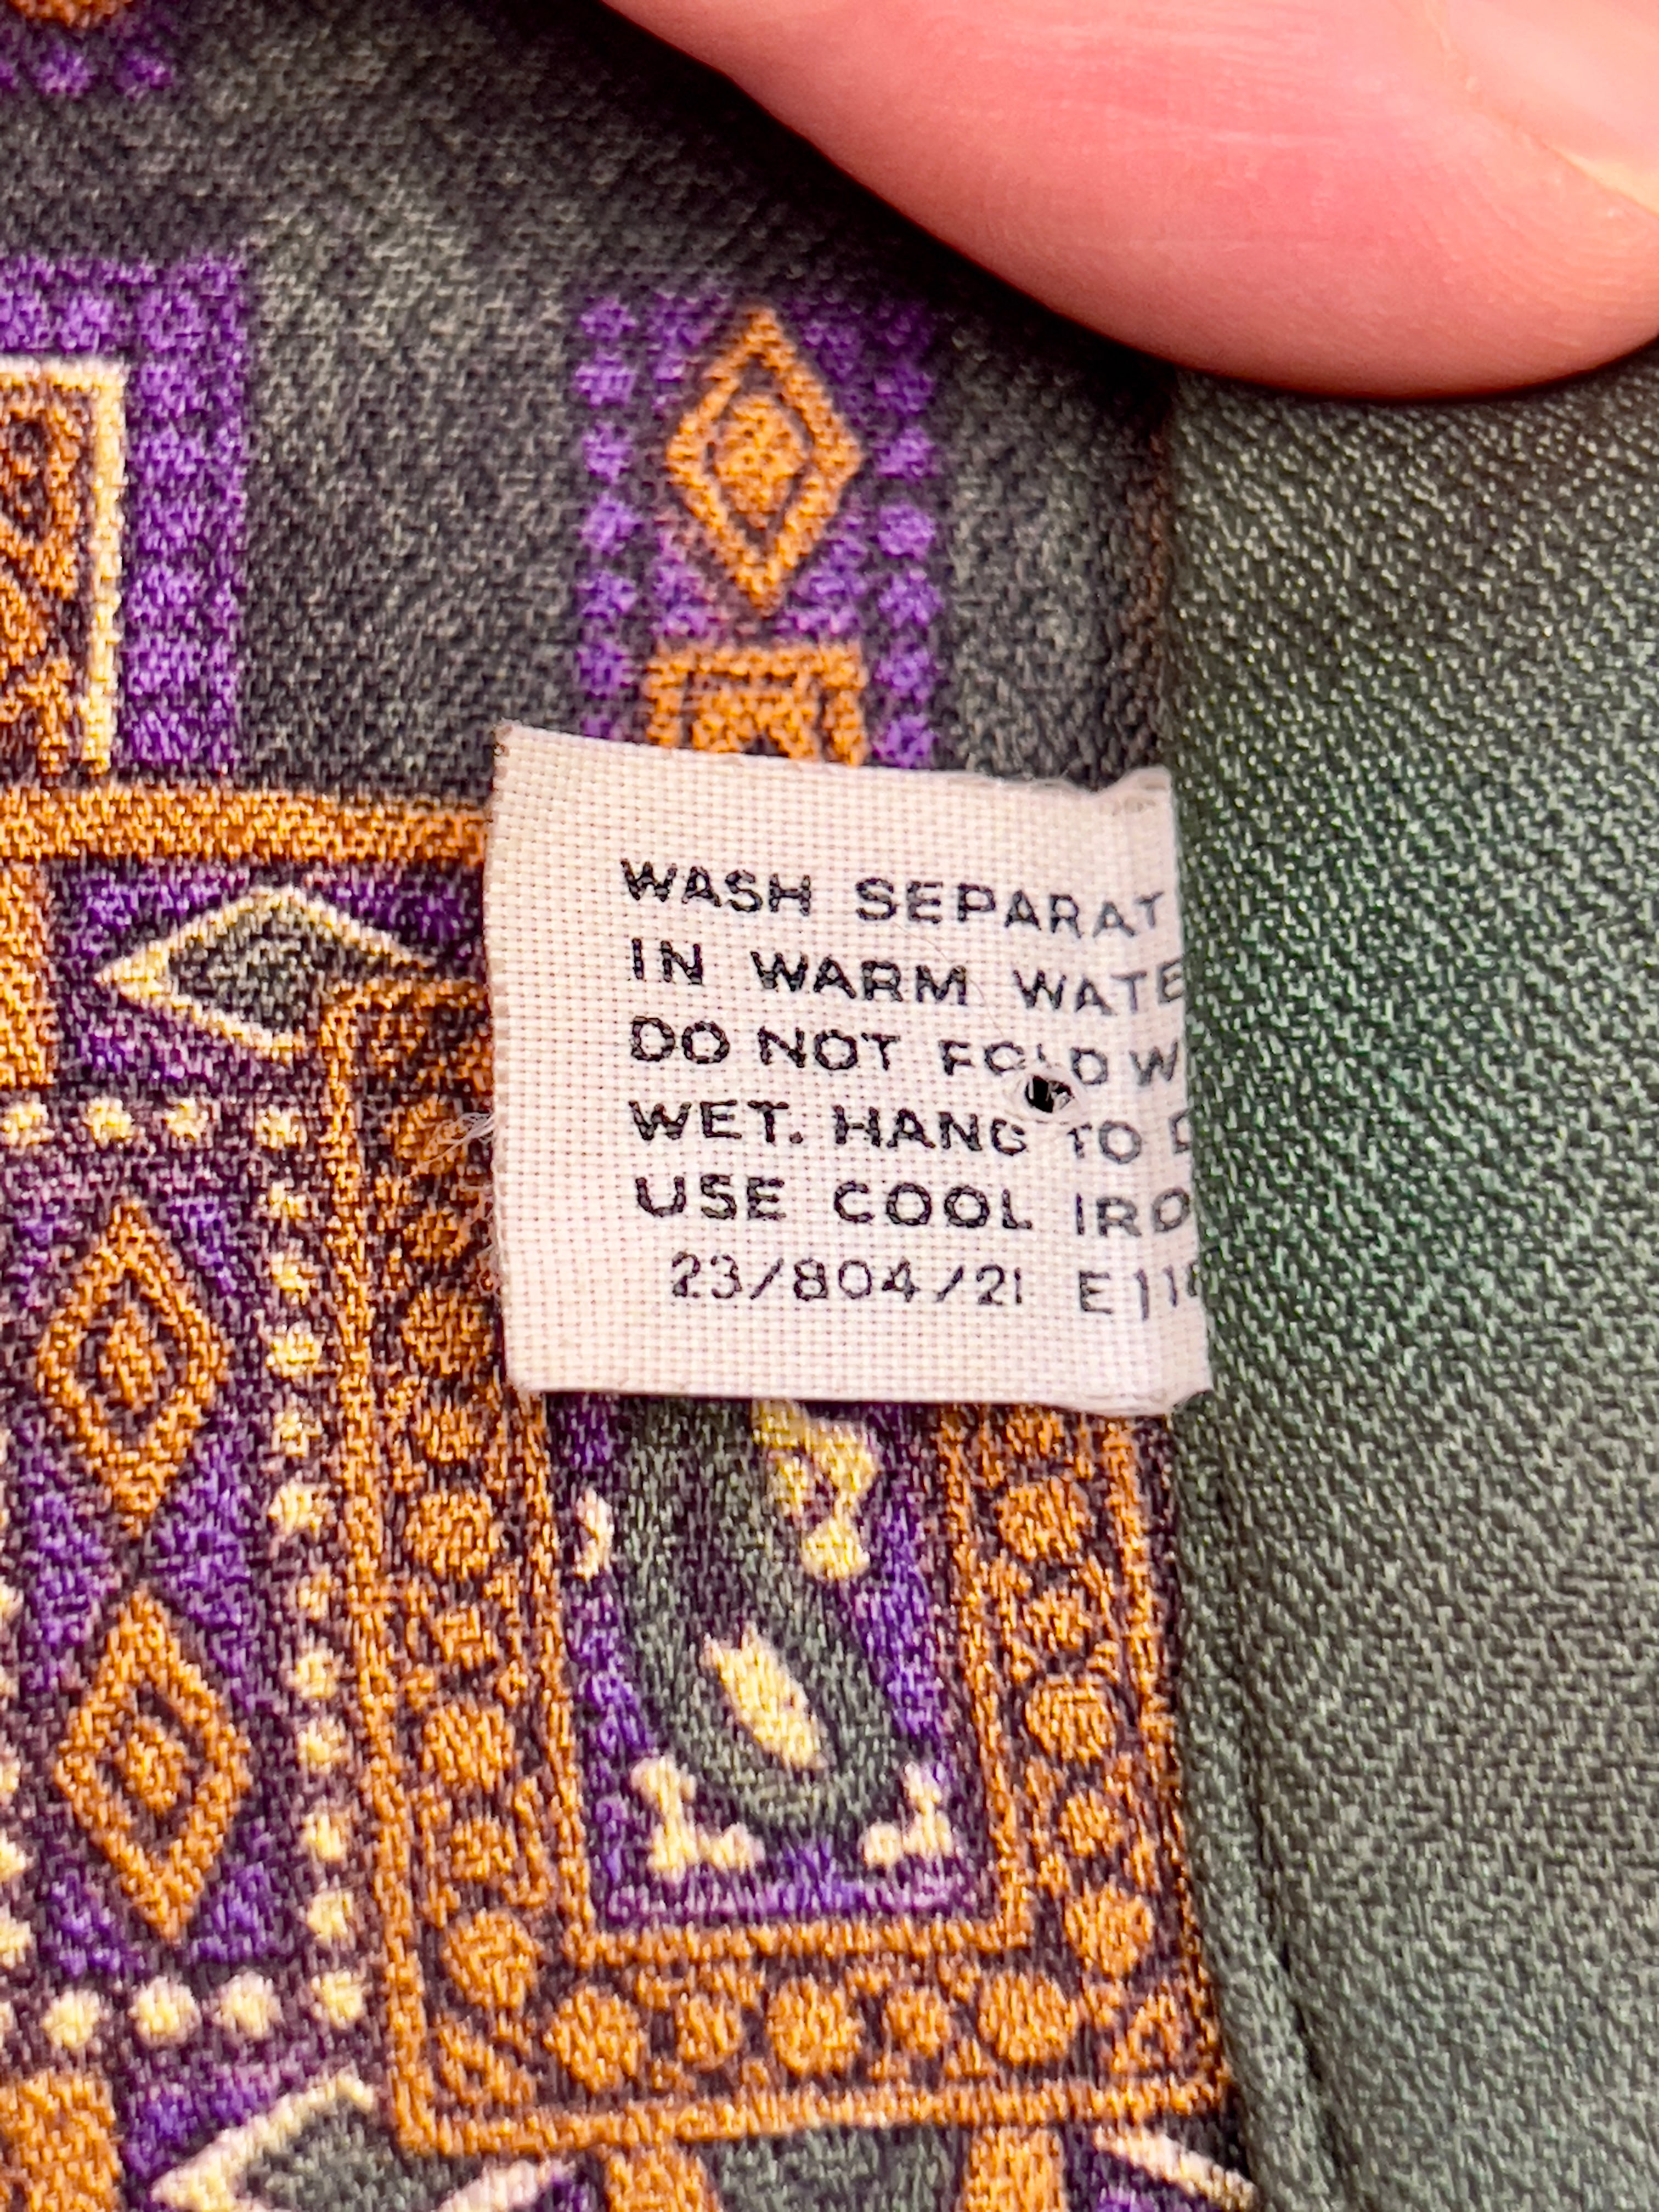 WASH SEPARAT
IN WARM WATE
DO NOT FOLD W
WET. HANG TO D
USE COOL IRO
23/804/21 E11